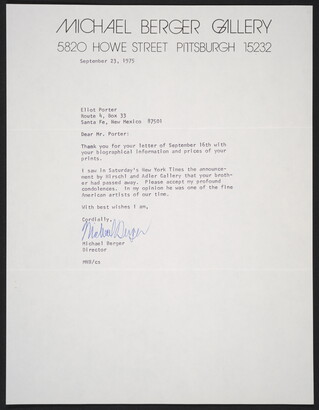 MICHAEL BERGER GALLERY
5820 HOWE STREET PITTSBURGH 15232
September 23, 1975
Eliot Porter
Route 4, Box 33
Santa Fe, New Mexico 87501
Dear Mr. Porter:
Thank you for your letter of September 16th with
your biographical information and prices of your
prints.
I saw in Saturday's New York Times the announce-
ment by Hirschl and Adler Gallery that your broth-
er had passed away. Please accept my profound
condolences. In my opinion he was one of the fine
American artists of our time.
With best wishes I am,
Cordially,
Michael Berger
Michael Berger
Director
MVB/cs